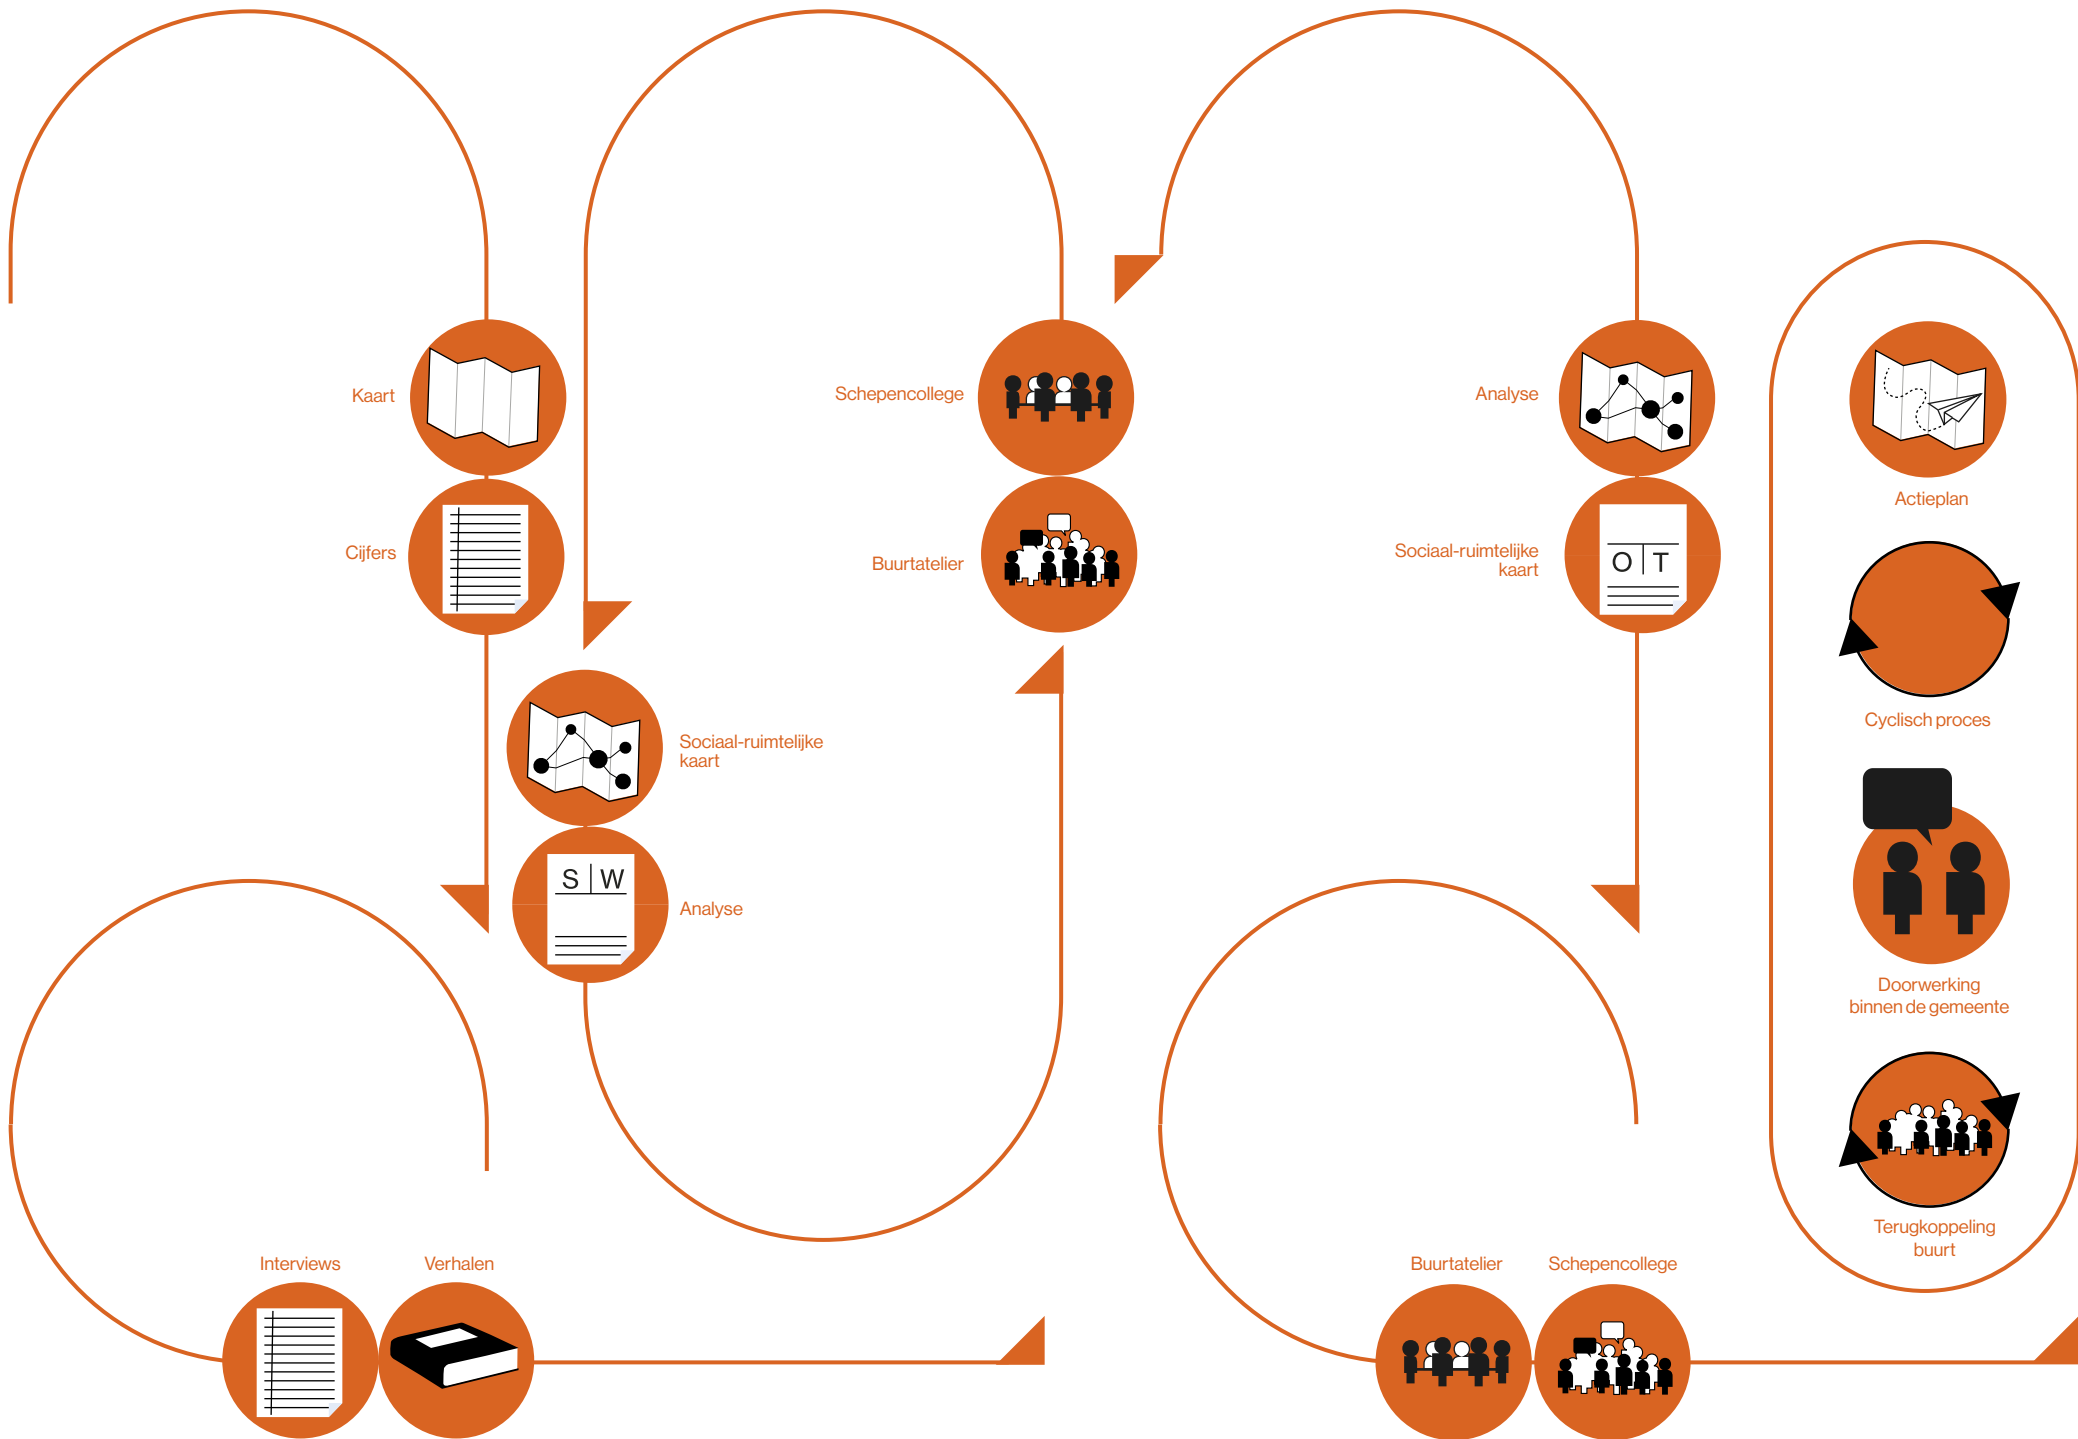 Kaart
Cijfers
Interviews
Verhalen
Sociaal-ruimtelijke
kaart
S W
Analyse
Schepencollege
Buurtatelier
Analyse
Sociaal-ruimtelijke
kaart
O T
Buurtatelier
Schepencollege
Actieplan
Cyclisch proces
Doorwerking
binnen de gemeente
Terugkoppeling
buurt